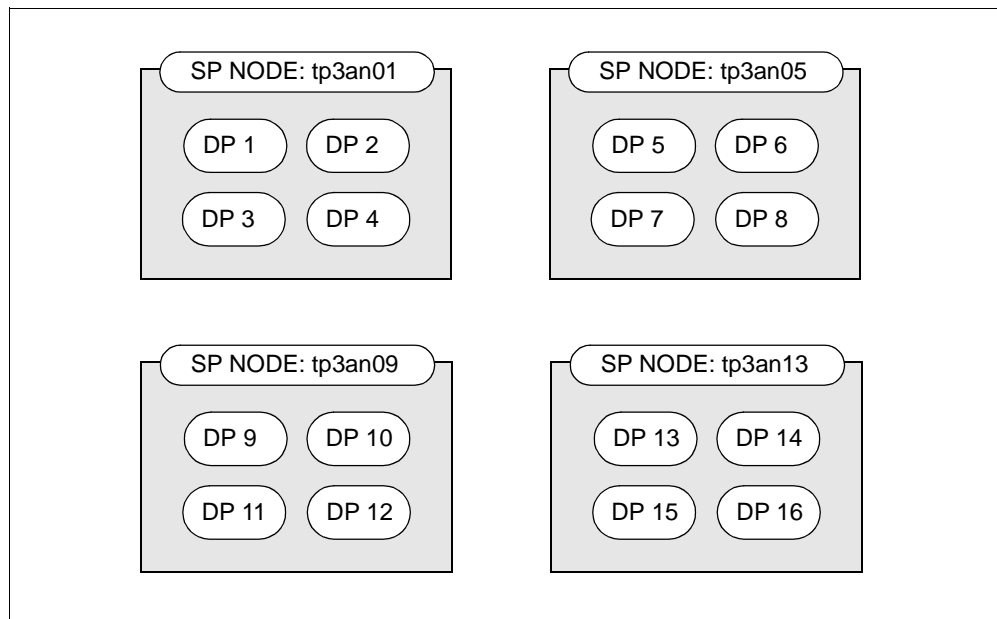 SP NODE: tp3an01
DP 1 DP 2
DP 3 DP 4
SP NODE: tp3an05
DP 5 DP 6
DP 7 DP 8
SP NODE: tp3an09
DP 9 DP 10
DP 11 DP 12
SP NODE: tp3an13
DP 13 DP 14
DP 15 DP 16